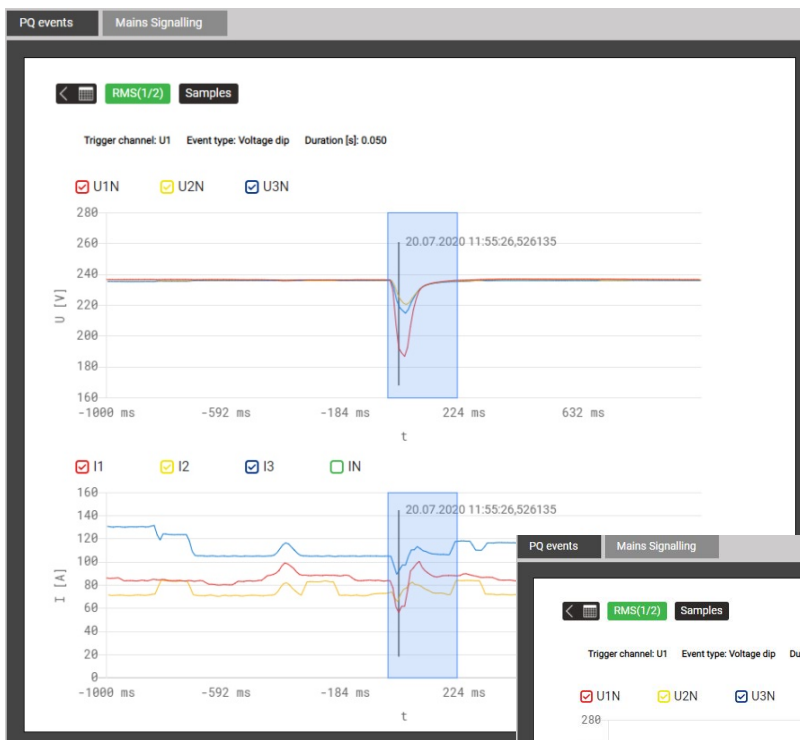 PQ events Mains Signalling
RMS(1/2) Samples
Trigger channel: U1 Event type: Voltage dip Duration [s]: 0.050
U1N U2N U3N
280
260
20.07.2020 11:55:26,526135
240
220
200
180
160
U [V]
-1000 ms -592 ms -184 ms 224 ms 632 ms
t
I1 I2 I3 IN
160
140
20.07.2020 11:55:26,526135
120
100
80
60
40
20
0
I [A]
-1000 ms -592 ms -184 ms 224 ms
t
PQ events Mains Signalling
RMS(1/2) Samples
Trigger channel: U1 Event type: Voltage dip Du
U1N U2N U3N
280